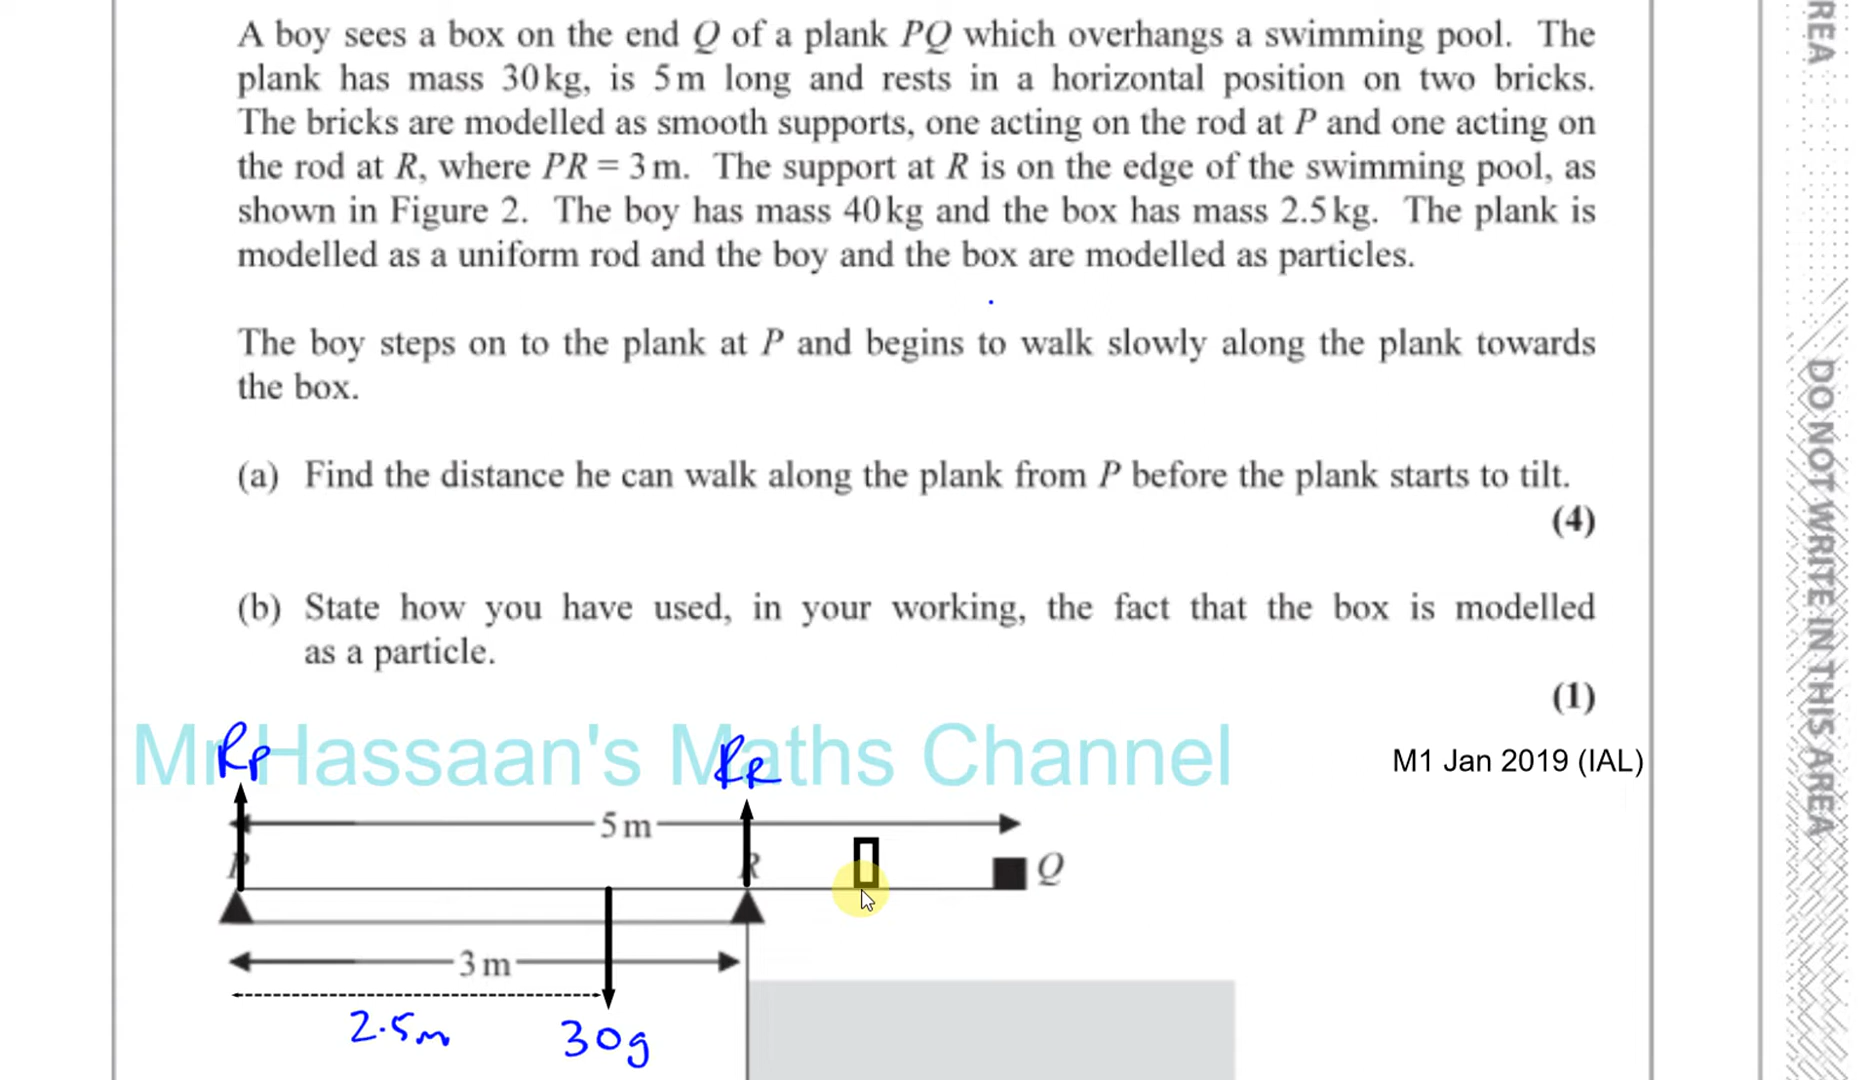 A boy sees a box on the end Q of a plank PQ which overhangs a swimming pool. The
plank has mass 30 kg, is 5 m long and rests in a horizontal position on two bricks.
The bricks are modelled as smooth supports, one acting on the rod at P and one acting on
the rod at R, where PR = 3 m. The support at R is on the edge of the swimming pool, as
shown in Figure 2. The boy has mass 40 kg and the box has mass 2.5 kg. The plank is
modelled as a uniform rod and the boy and the box are modelled as particles.
The boy steps on to the plank at P and begins to walk slowly along the plank towards
the box.
(a) Find the distance he can walk along the plank from P before the plank starts to tilt.
(4)
(b) State how you have used, in your working, the fact that the box is modelled
as a particle.
(1)
Mr Hassaan's Maths Channel
M1 Jan 2019 (IAL)
RP
RR
5 m
P
R
Q
3 m
2.5m
30g
REA
DO NOT WRITE IN THIS AREA